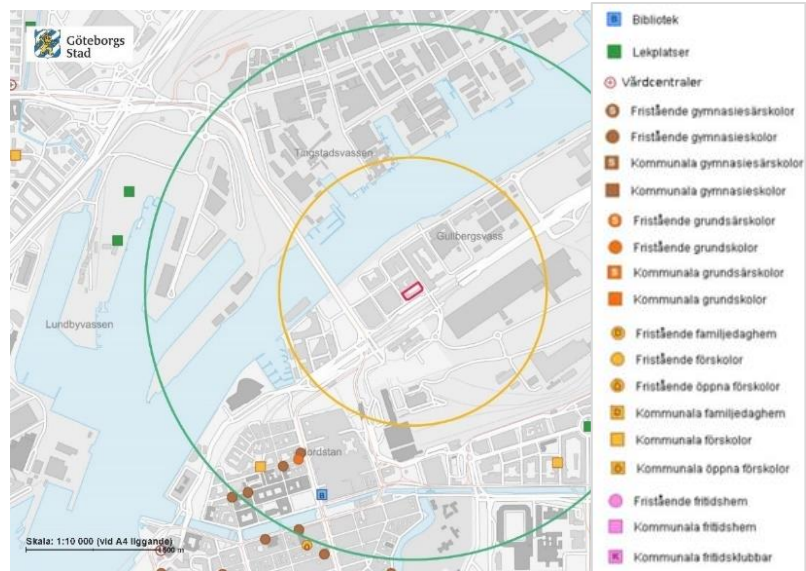 Göteborgs
Stad
Tingstadsvassen
Gullbergsvass
Lundbyvassen
Nordstan
B
Skala: 1:10 000 (vid A4 liggande)
500 m
B Bibliotek
Lekplatser
Vårdcentraler
S Fristående gymnasiesärskolor
Fristående gymnasieskolor
S Kommunala gymnasiesärskolor
Kommunala gymnasieskolor
S Fristående grundsärskolor
Fristående grundskolor
S Kommunala grundsärskolor
Kommunala grundskolor
D Fristående familjedaghem
Fristående förskolor
Ö Fristående öppna förskolor
D Kommunala familjedaghem
Kommunala förskolor
Ö Kommunala öppna förskolor
Fristående fritidshem
Kommunala fritidshem
K Kommunala fritidsklubbar